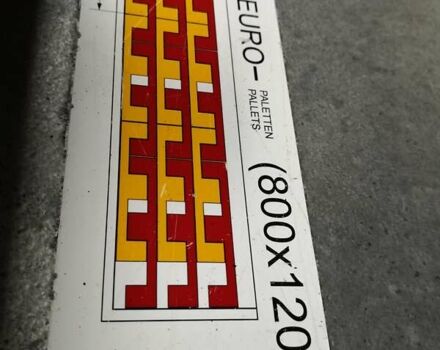 EURO-
PALETTEN
PALLETS
(800x120